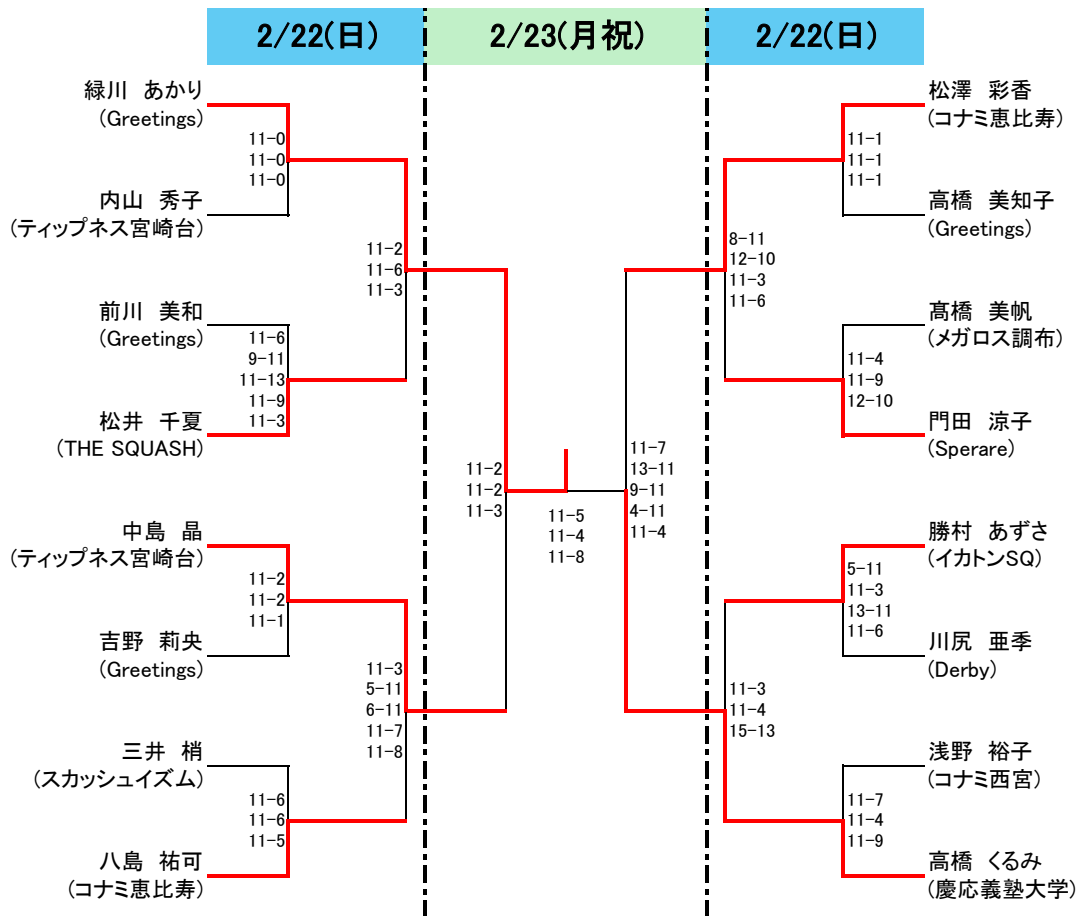 2/22(日)
2/23(月祝)
2/22(日)
緑川 あかり
(Greetings)
11-0
11-0
11-0
内山 秀子
(ティップネス宮崎台)
11-2
11-6
11-3
前川 美和
(Greetings)
11-6
9-11
11-13
11-9
11-3
松井 千夏
(THE SQUASH)
11-2
11-2
11-3
中島 晶
(ティップネス宮崎台)
11-2
11-2
11-1
吉野 莉央
(Greetings)
11-3
5-11
6-11
11-7
11-8
三井 梢
(スカッシュイズム)
11-6
11-6
11-5
八島 祐可
(コナミ恵比寿)
11-5
11-4
11-8
松澤 彩香
(コナミ恵比寿)
11-1
11-1
11-1
高橋 美知子
(Greetings)
8-11
12-10
11-3
11-6
髙橋 美帆
(メガロス調布)
11-4
11-9
12-10
門田 涼子
(Sperare)
11-7
13-11
9-11
4-11
11-4
勝村 あずさ
(イカトンSQ)
5-11
11-3
13-11
11-6
川尻 亜季
(Derby)
11-3
11-4
15-13
浅野 裕子
(コナミ西宮)
11-7
11-4
11-9
高橋 くるみ
(慶応義塾大学)